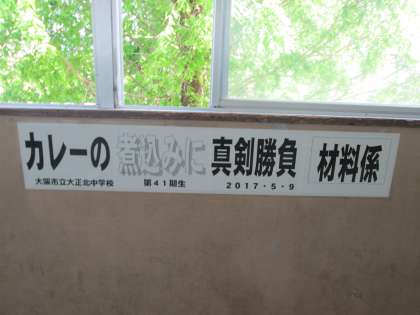 カレーの煮込みに真剣勝負 材料係
大阪市立大正北中学校 第41期生 2017・5・9